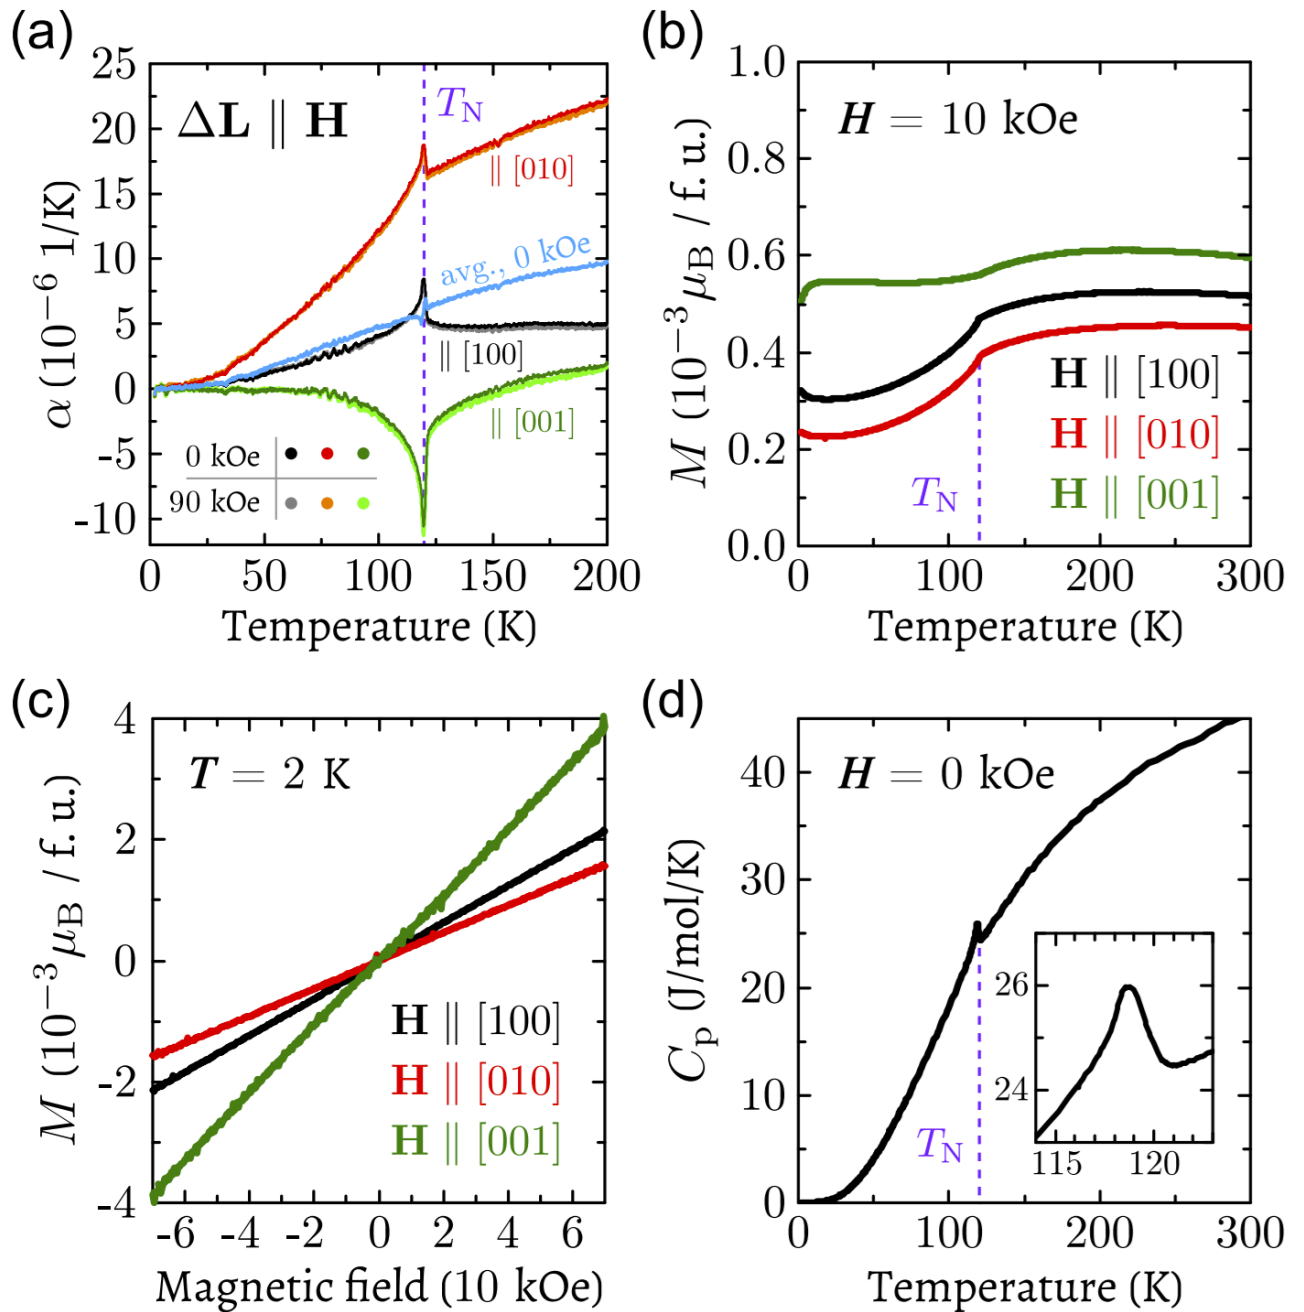 (a)
25
20
15
10
5
0
-5
-10
α (10⁻⁶ 1/K)
ΔL ∥ H
T_N
∥ [010]
avg., 0 kOe
∥ [100]
∥ [001]
0 kOe
90 kOe
0 50 100 150 200
Temperature (K)
(b)
1.0
0.8
0.6
0.4
0.2
0.0
M (10⁻³ μ_B / f. u.)
H = 10 kOe
H ∥ [100]
H ∥ [010]
H ∥ [001]
T_N
0 100 200 300
Temperature (K)
(c)
4
2
0
-2
-4
M (10⁻³ μ_B / f. u.)
T = 2 K
H ∥ [100]
H ∥ [010]
H ∥ [001]
-6 -4 -2 0 2 4 6
Magnetic field (10 kOe)
(d)
40
30
20
10
0
C_p (J/mol/K)
H = 0 kOe
T_N
26
24
115 120
0 100 200 300
Temperature (K)